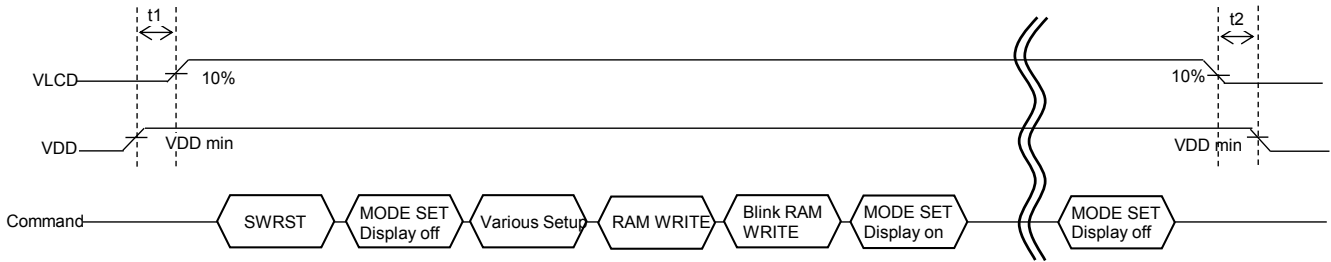 t1
t2
VLCD
10%
10%
VDD
VDD min
VDD min
Command
SWRST
MODE SET
Display off
Various Setup
RAM WRITE
Blink RAM
WRITE
MODE SET
Display on
MODE SET
Display off